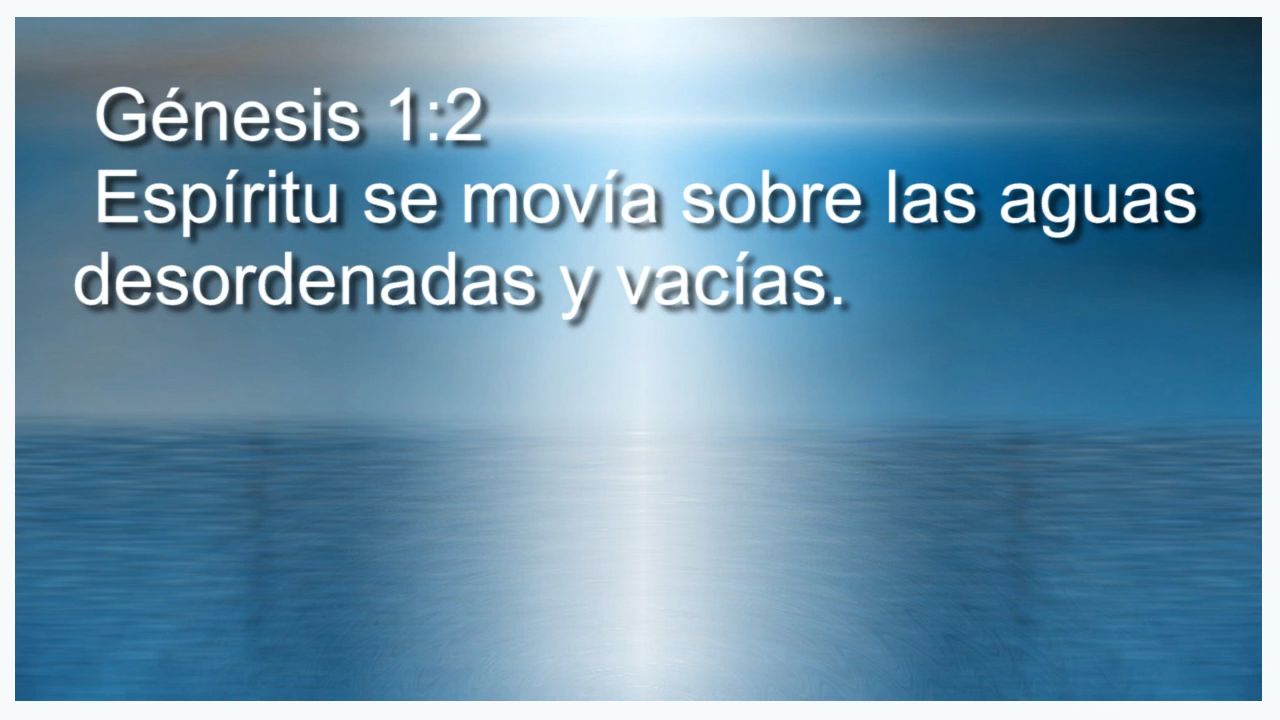 Génesis 1:2
Espíritu se movía sobre las aguas
desordenadas y vacías.